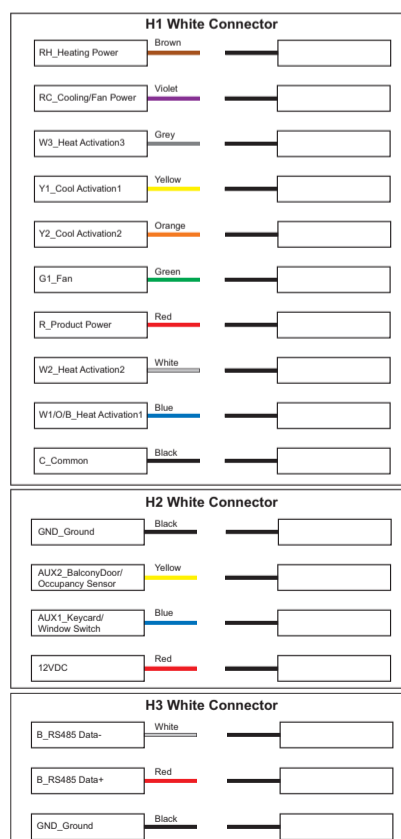 H1 White Connector
Brown
RH_Heating Power
Violet
RC_Cooling/Fan Power
Grey
W3_Heat Activation3
Yellow
Y1_Cool Activation1
Orange
Y2_Cool Activation2
Green
G1_Fan
Red
R_Product Power
White
W2_Heat Activation2
Blue
W1/O/B_Heat Activation1
Black
C_Common
H2 White Connector
Black
GND_Ground
Yellow
AUX2_BalconyDoor/
Occupancy Sensor
Blue
AUX1_Keycard/
Window Switch
Red
12VDC
H3 White Connector
White
B_RS485 Data-
Red
B_RS485 Data+
Black
GND_Ground